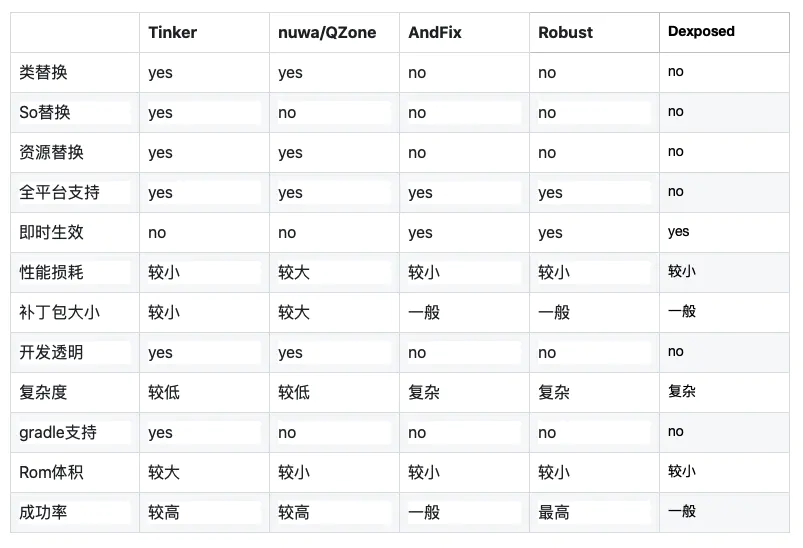 Tinker nuwa/QZone AndFix Robust Dexposed
类替换 yes yes no no no
So替换 yes no no no no
资源替换 yes yes no no no
全平台支持 yes yes yes yes no
即时生效 no no yes yes yes
性能损耗 较小 较大 较小 较小 较小
补丁包大小 较小 较大 一般 一般 一般
开发透明 yes yes no no no
复杂度 较低 较低 复杂 复杂 复杂
gradle支持 yes no no no no
Rom体积 较大 较小 较小 较小 较小
成功率 较高 较高 一般 最高 一般